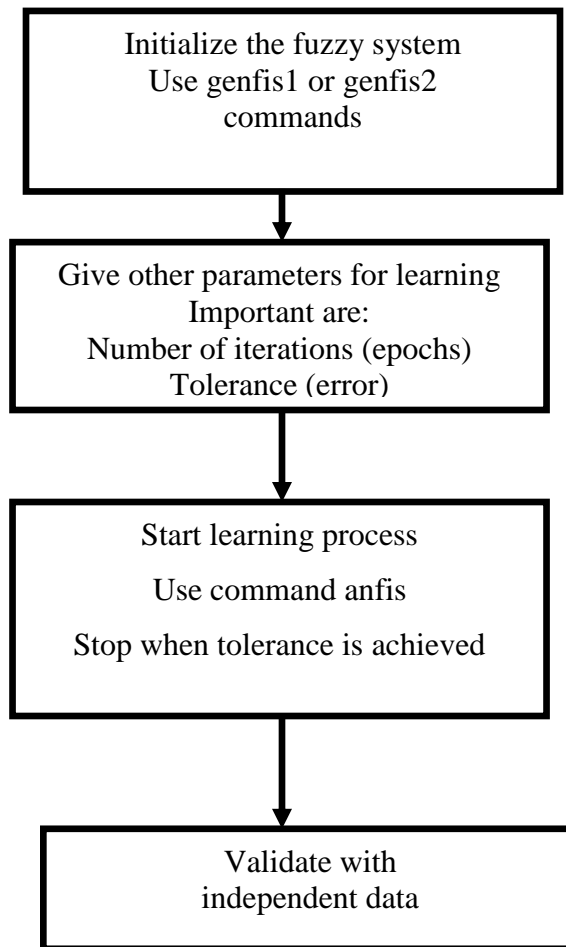 Initialize the fuzzy system
Use genfis1 or genfis2
commands
Give other parameters for learning
Important are:
Number of iterations (epochs)
Tolerance (error)
Start learning process
Use command anfis
Stop when tolerance is achieved
Validate with
independent data